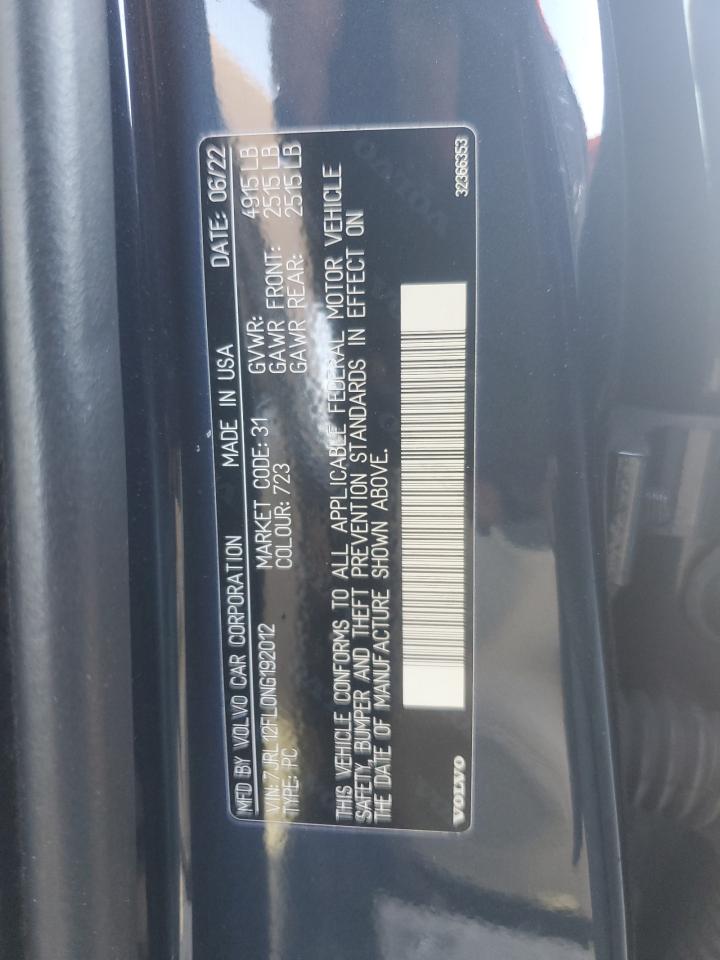 MFD BY VOLVO CAR CORPORATION MADE IN USA DATE: 06/22
VIN: 7JRL12FL0NG192012 MARKET CODE: 31 GVWR: 4915 LB
TYPE: PC COLOUR: 723 GAWR FRONT: 2515 LB
GAWR REAR: 2515 LB
THIS VEHICLE CONFORMS TO ALL APPLICABLE FEDERAL MOTOR VEHICLE
SAFETY, BUMPER AND THEFT PREVENTION STANDARDS IN EFFECT ON
THE DATE OF MANUFACTURE SHOWN ABOVE.
VOLVO 32366353